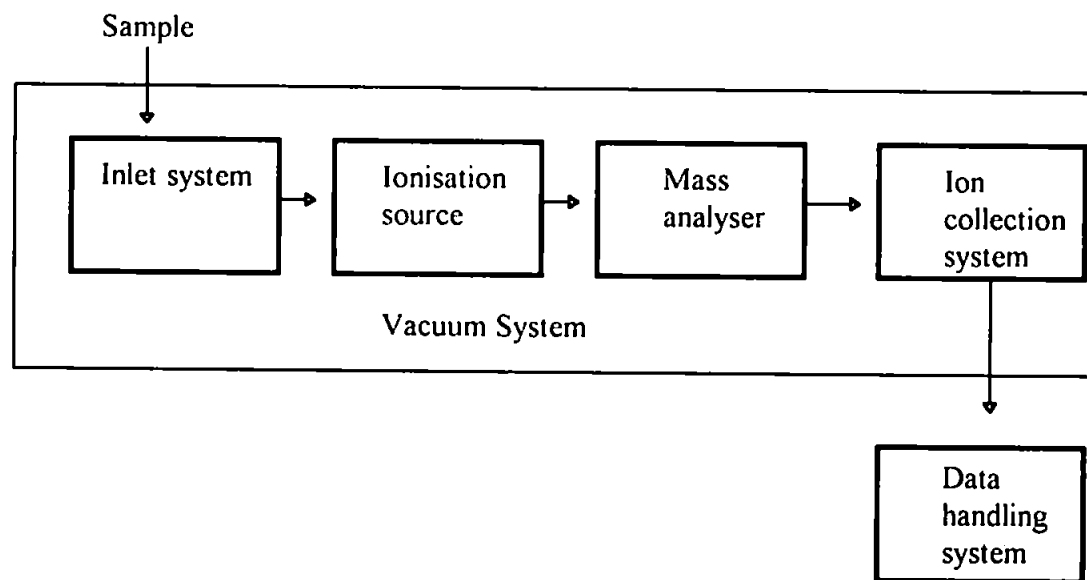 Sample
Inlet system
Ionisation
source
Mass
analyser
Ion
collection
system
Vacuum System
Data
handling
system